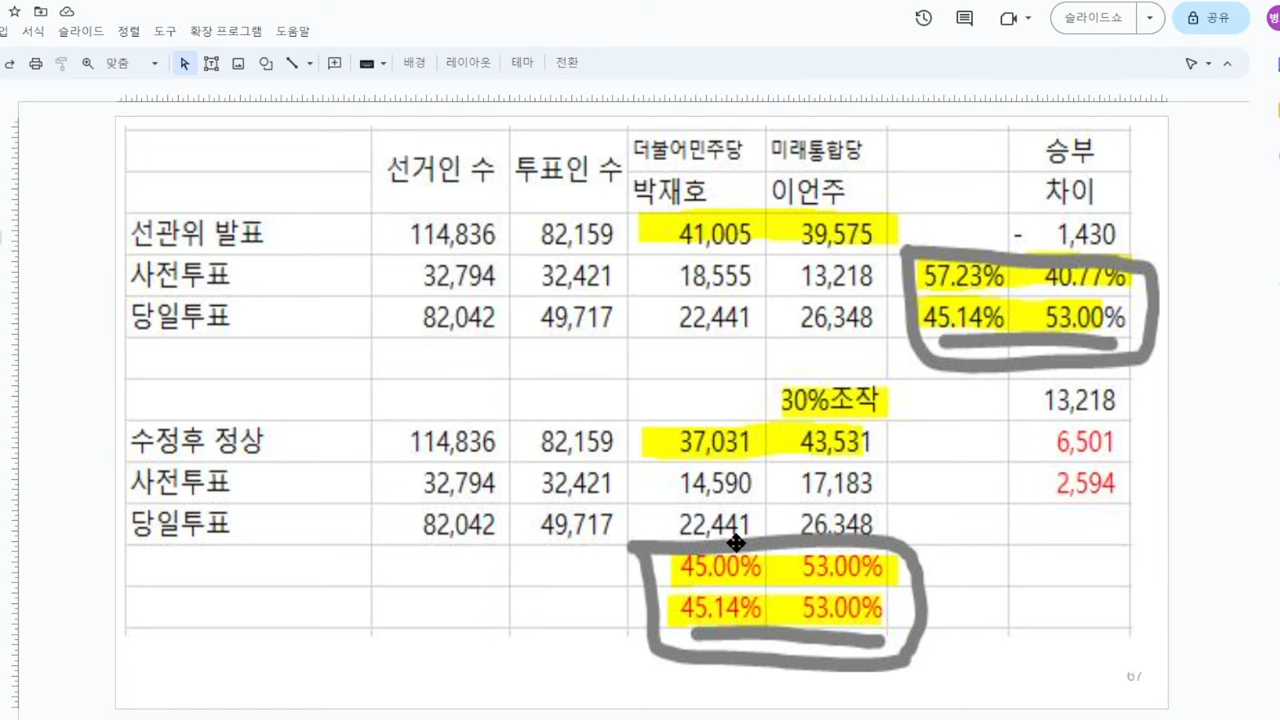 서식 슬라이드 정렬 도구 확장 프로그램 도움말
슬라이드쇼 공유
맞춤 배경 레이아웃 테마 전환
선거인 수 투표인 수 더불어민주당 미래통합당 승부
박재호 이언주 차이
선관위 발표 114,836 82,159 41,005 39,575 - 1,430
사전투표 32,794 32,421 18,555 13,218 57.23% 40.77%
당일투표 82,042 49,717 22,441 26,348 45.14% 53.00%
30%조작 13,218
수정후 정상 114,836 82,159 37,031 43,531 6,501
사전투표 32,794 32,421 14,590 17,183 2,594
당일투표 82,042 49,717 22,441 26,348
45.00% 53.00%
45.14% 53.00%
67